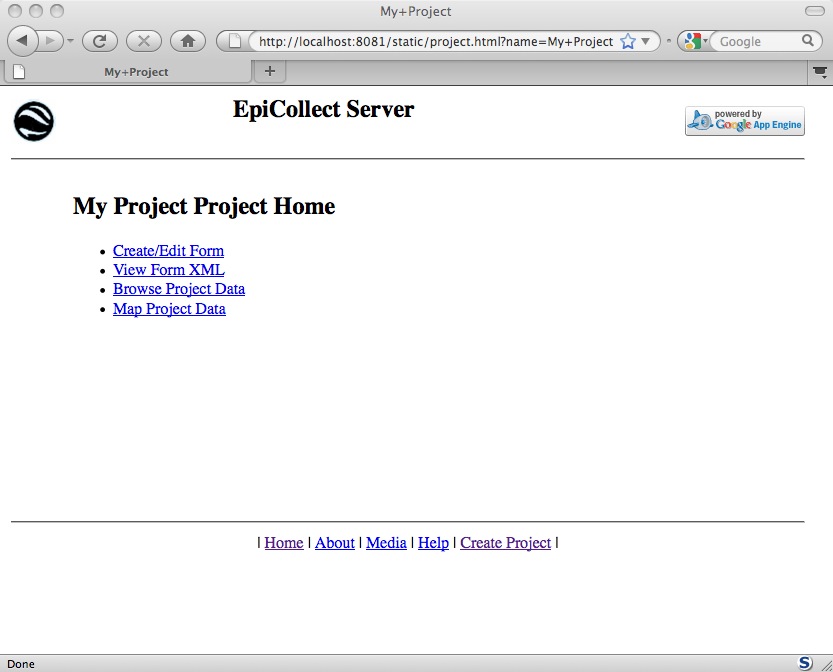 My+Project
http://localhost:8081/static/project.html?name=My+Project
Google
My+Project
EpiCollect Server
powered by
Google App Engine
My Project Project Home
• Create/Edit Form
• View Form XML
• Browse Project Data
• Map Project Data
| Home | About | Media | Help | Create Project |
Done
S